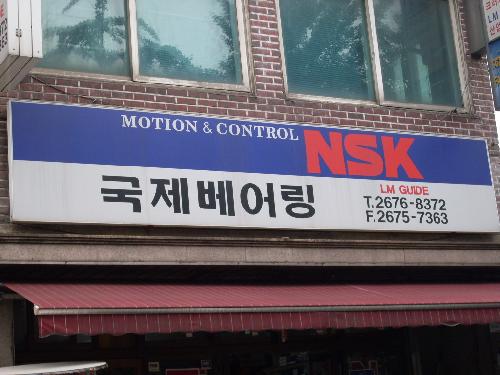 MOTION & CONTROL NSK
국제베어링
LM GUIDE
T.2676-8372
F.2675-7363